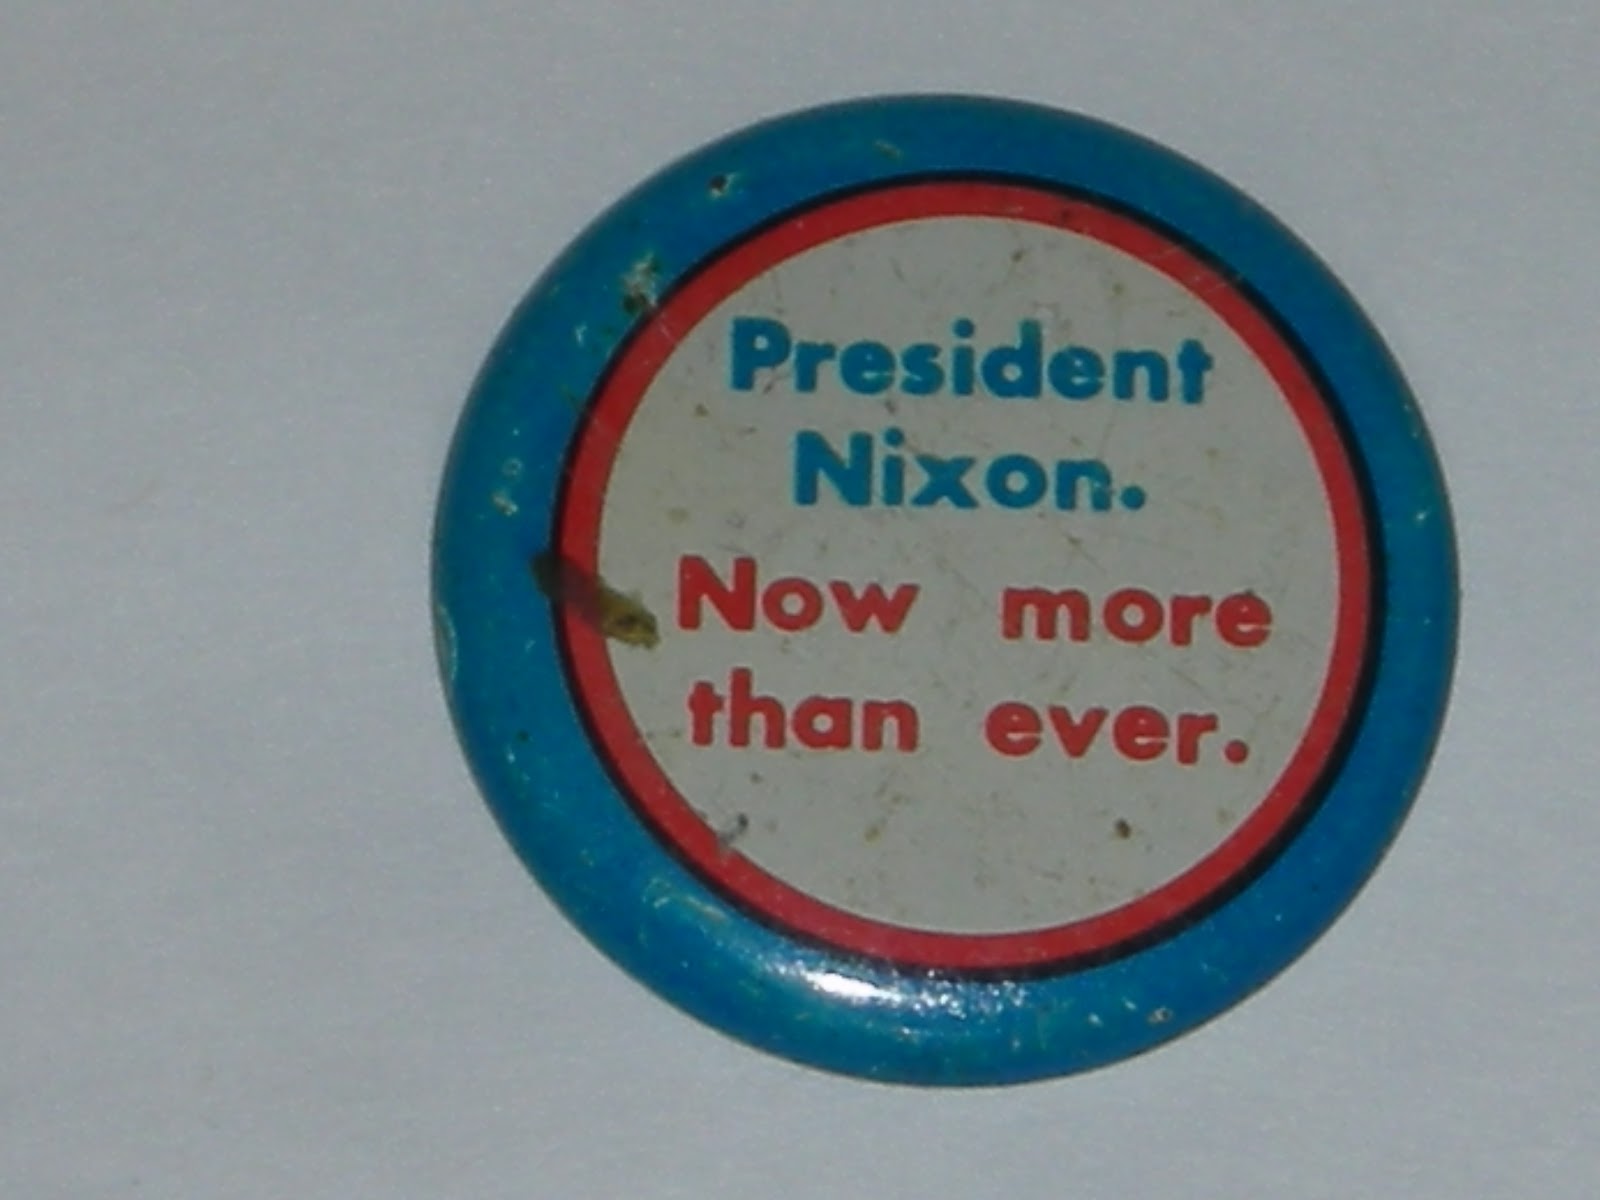 President
Nixon.
Now more
than ever.